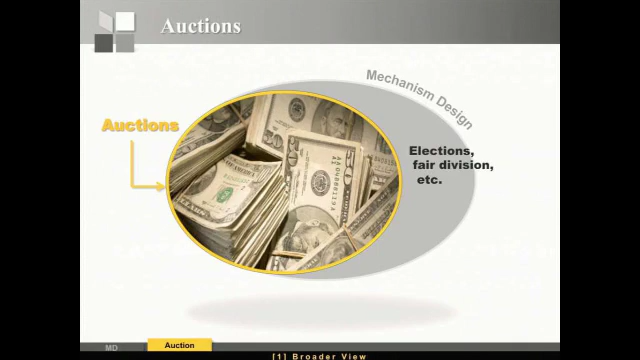 Auctions
Mechanism Design
Auctions
Elections,
fair division,
etc.
MD
Auction
[1] Broader View